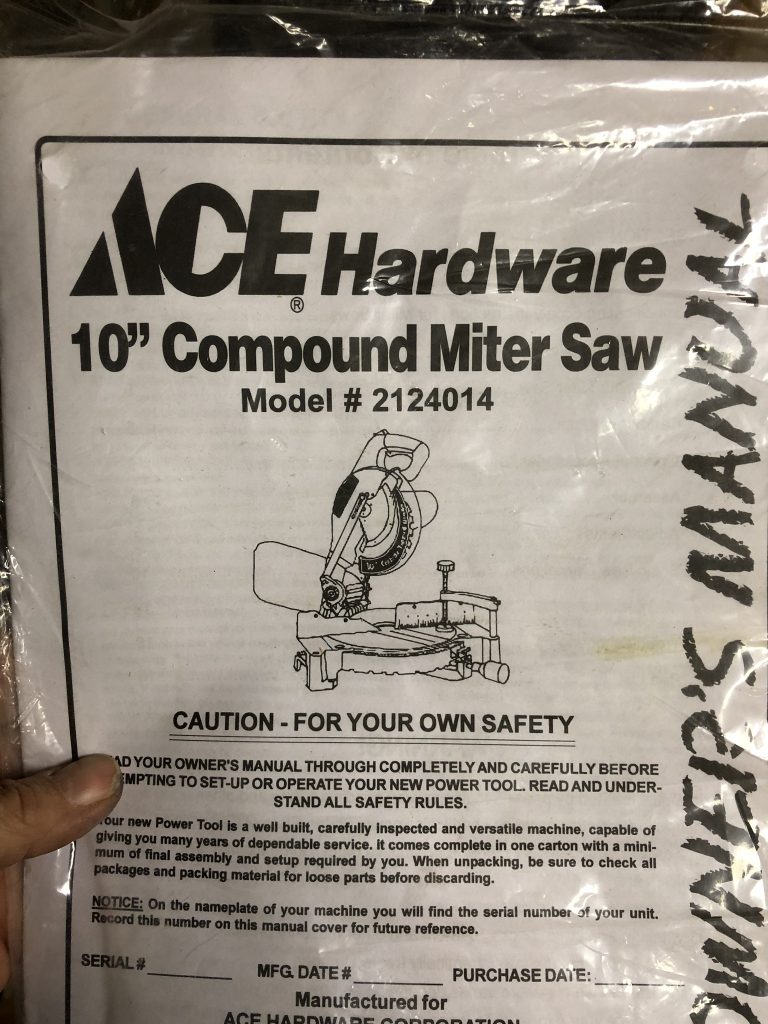 ACE Hardware
®
10” Compound Miter Saw
Model # 2124014
CAUTION - FOR YOUR OWN SAFETY
YOUR OWNER'S MANUAL THROUGH COMPLETELY AND CAREFULLY BEFORE
TO SET-UP OR OPERATE YOUR NEW POWER TOOL. READ AND UNDER-
STAND ALL SAFETY RULES.
Your new Power Tool is a well built, carefully inspected and versatile machine, capable of
giving you many years of dependable service. it comes complete in one carton with a mini-
mum of final assembly and setup required by you. When unpacking, be sure to check all
packages and packing material for loose parts before discarding.
NOTICE: On the nameplate of your machine you will find the serial number of your unit.
Record this number on this manual cover for future reference.
SERIAL # MFG. DATE # PURCHASE DATE:
Manufactured for
ACE HARDWARE CORPORATION
OWNER'S MANUAL